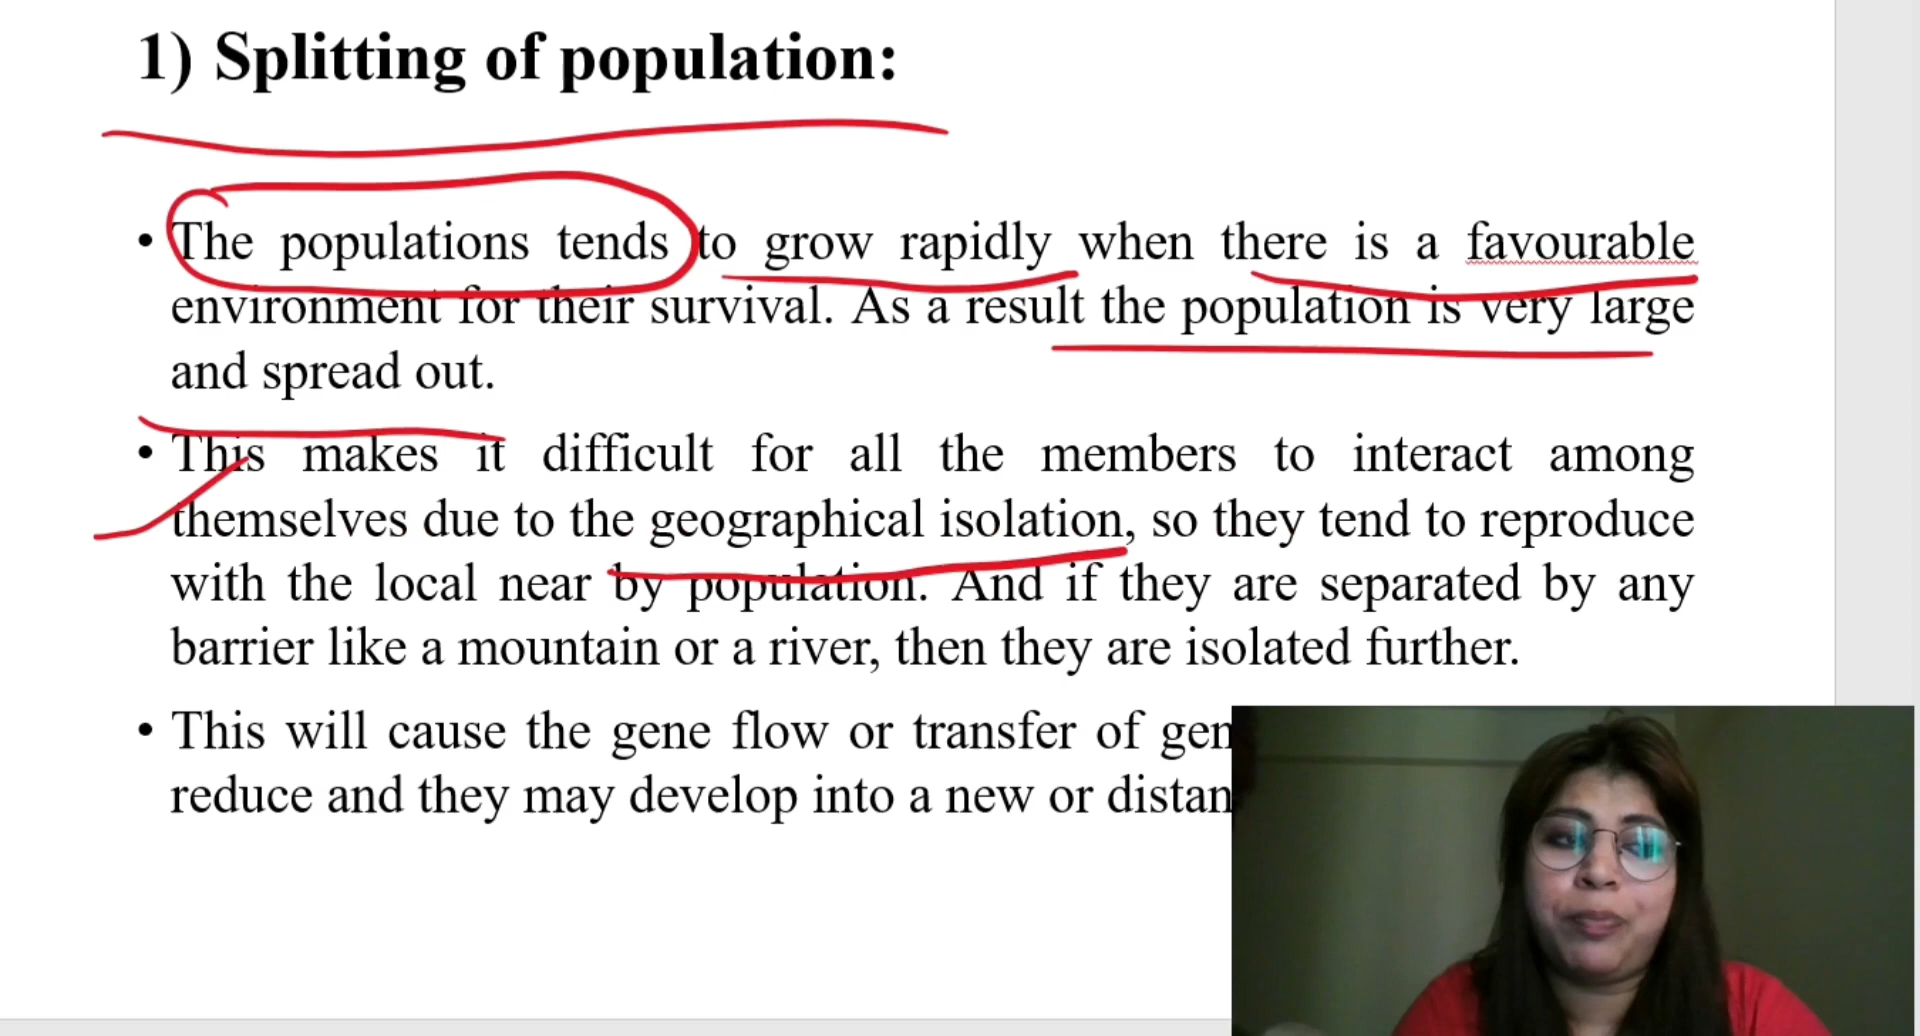 1) Splitting of population:
• The populations tends to grow rapidly when there is a favourable
environment for their survival. As a result the population is very large
and spread out.
• This makes it difficult for all the members to interact among
themselves due to the geographical isolation, so they tend to reproduce
with the local near by population. And if they are separated by any
barrier like a mountain or a river, then they are isolated further.
• This will cause the gene flow or transfer of
reduce and they may develop into a new or